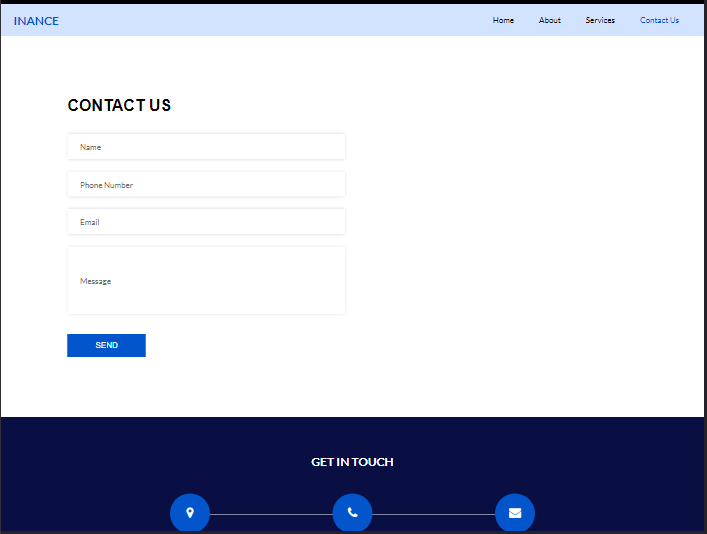 INANCE
Home About Services Contact Us
CONTACT US
Name
Phone Number
Email
Message
SEND
GET IN TOUCH